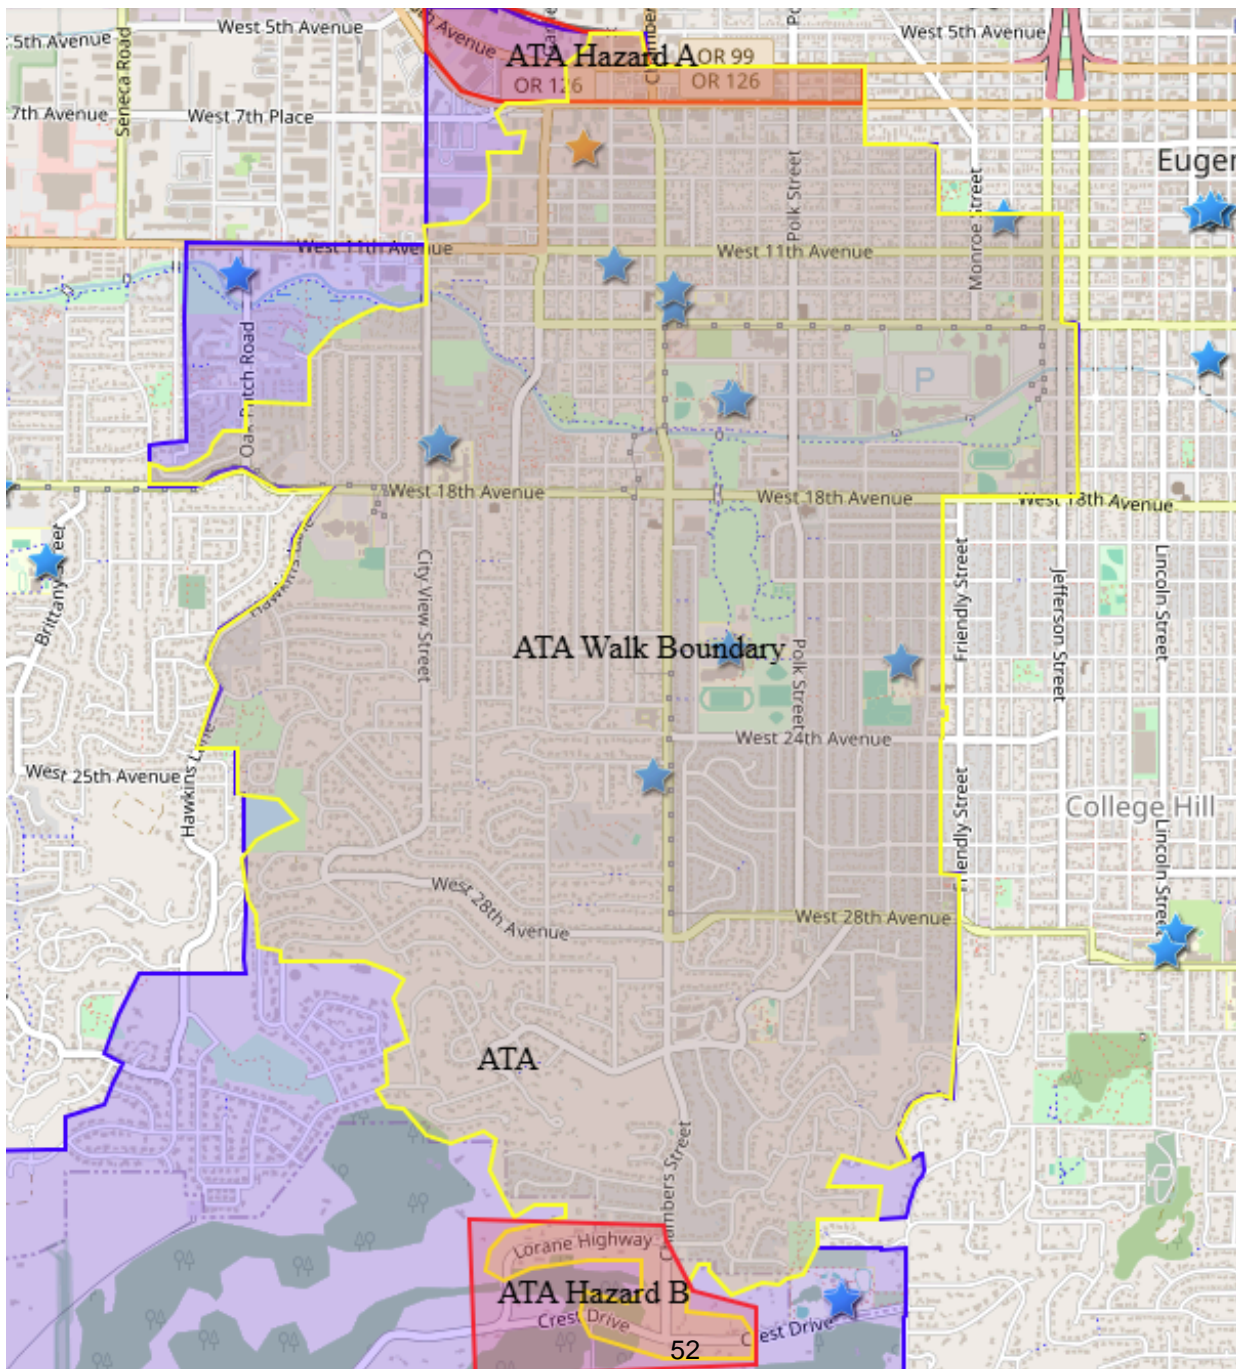 West 5th Avenue
5th Avenue
West 5th Avenue
ATA Hazard A
OR 99
OR 126
OR 126
Seneca Road
7th Avenue
West 7th Place
Polk Street
Monroe Street
Eugen
West 11th Avenue
West 11th Avenue
Oak Patch Road
P
West 18th Avenue
West 18th Avenue
West 18th Avenue
Brittany Street
Hawkins Lane
City View Street
Friendly Street
Jefferson Street
Lincoln Street
ATA Walk Boundary
Polk Street
West 24th Avenue
West 25th Avenue
Hawkins Lane
Friendly Street
College Hill
Lincoln Street
West 28th Avenue
West 28th Avenue
ATA
Chambers Street
Lorane Highway
ATA Hazard B
Crest Drive
Crest Drive
52